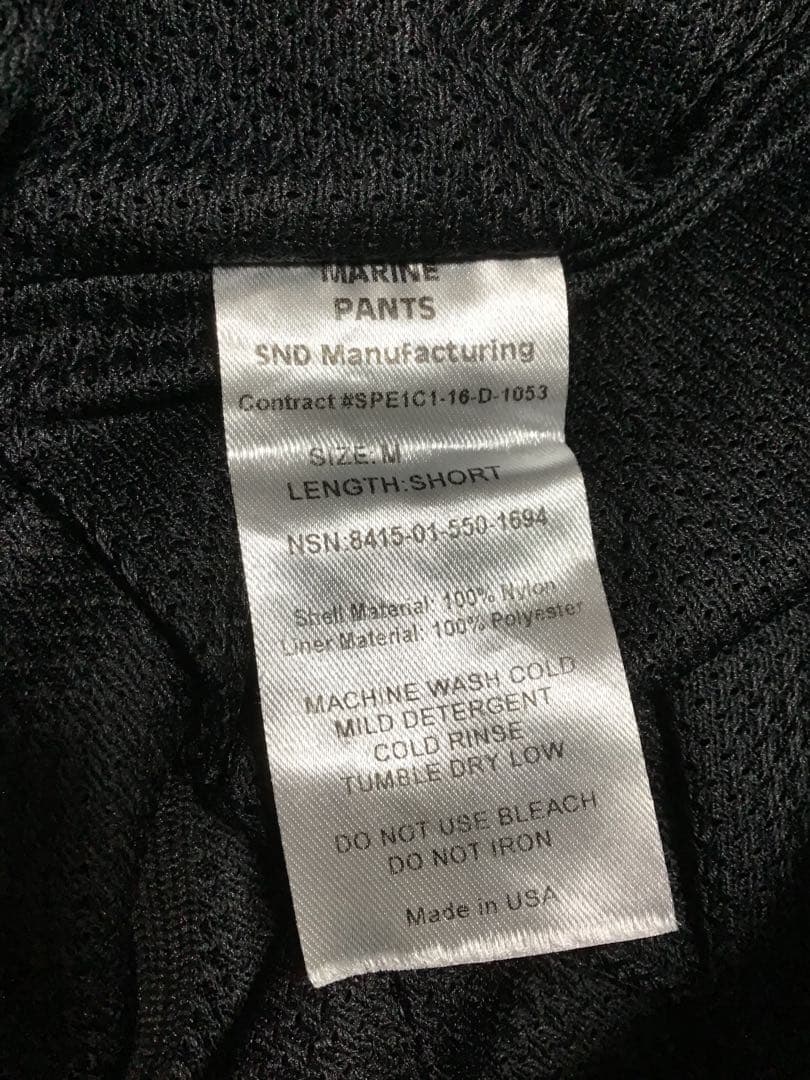 MARINE
PANTS
SND Manufacturing
Contract #SPE1C1-16-D-1053
SIZE: M
LENGTH:SHORT
NSN:8415-01-550-1694
Shell Material: 100% Nylon
Liner Material: 100% Polyester
MACHINE WASH COLD
MILD DETERGENT
COLD RINSE
TUMBLE DRY LOW
DO NOT USE BLEACH
DO NOT IRON
Made in USA